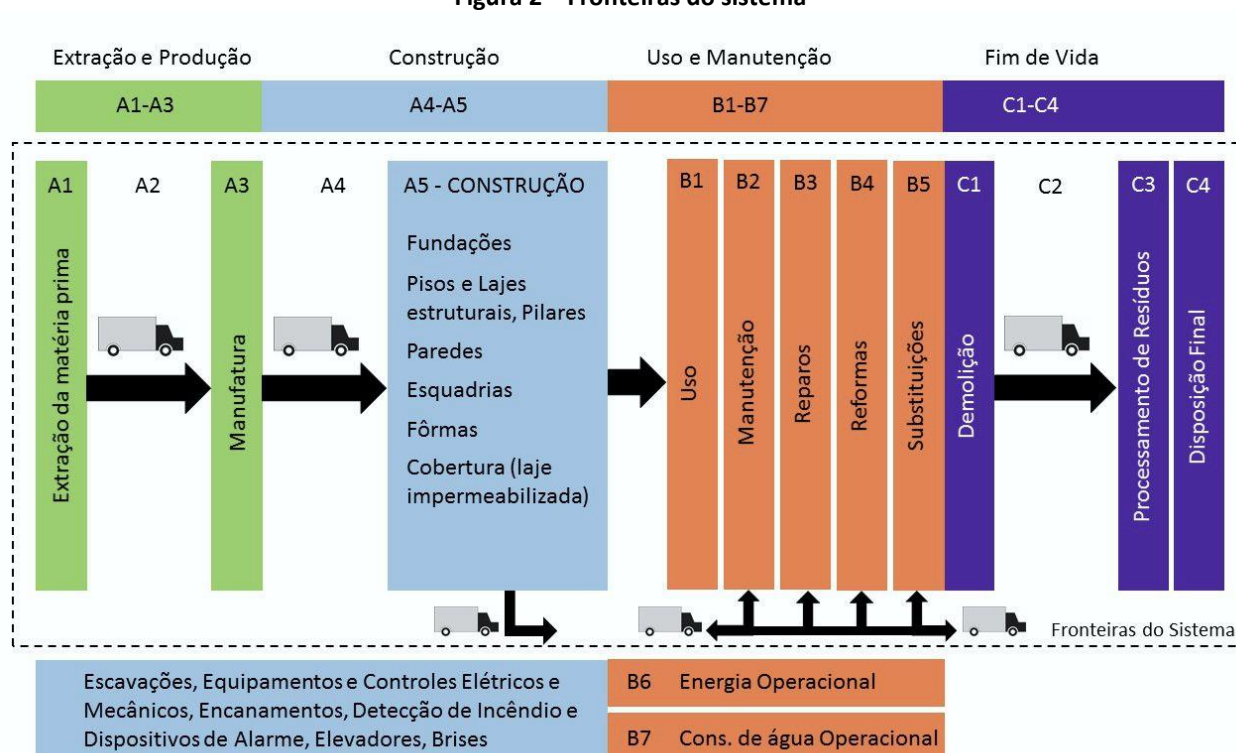 Figura 2 – Fronteiras do sistema
Extração e Produção
Construção
Uso e Manutenção
Fim de Vida
A1-A3
A4-A5
B1-B7
C1-C4
A1
Extração da matéria prima
A2
A3
Manufatura
A4
A5 - CONSTRUÇÃO
Fundações
Pisos e Lajes
estruturais, Pilares
Paredes
Esquadrias
Fôrmas
Cobertura (laje
impermeabilizada)
B1
Uso
B2
Manutenção
B3
Reparos
B4
Reformas
B5
Substituições
C1
Demolição
C2
C3
Processamento de Resíduos
C4
Disposição Final
Fronteiras do Sistema
Escavações, Equipamentos e Controles Elétricos e
Mecânicos, Encanamentos, Detecção de Incêndio e
Dispositivos de Alarme, Elevadores, Brises
B6 Energia Operacional
B7 Cons. de água Operacional